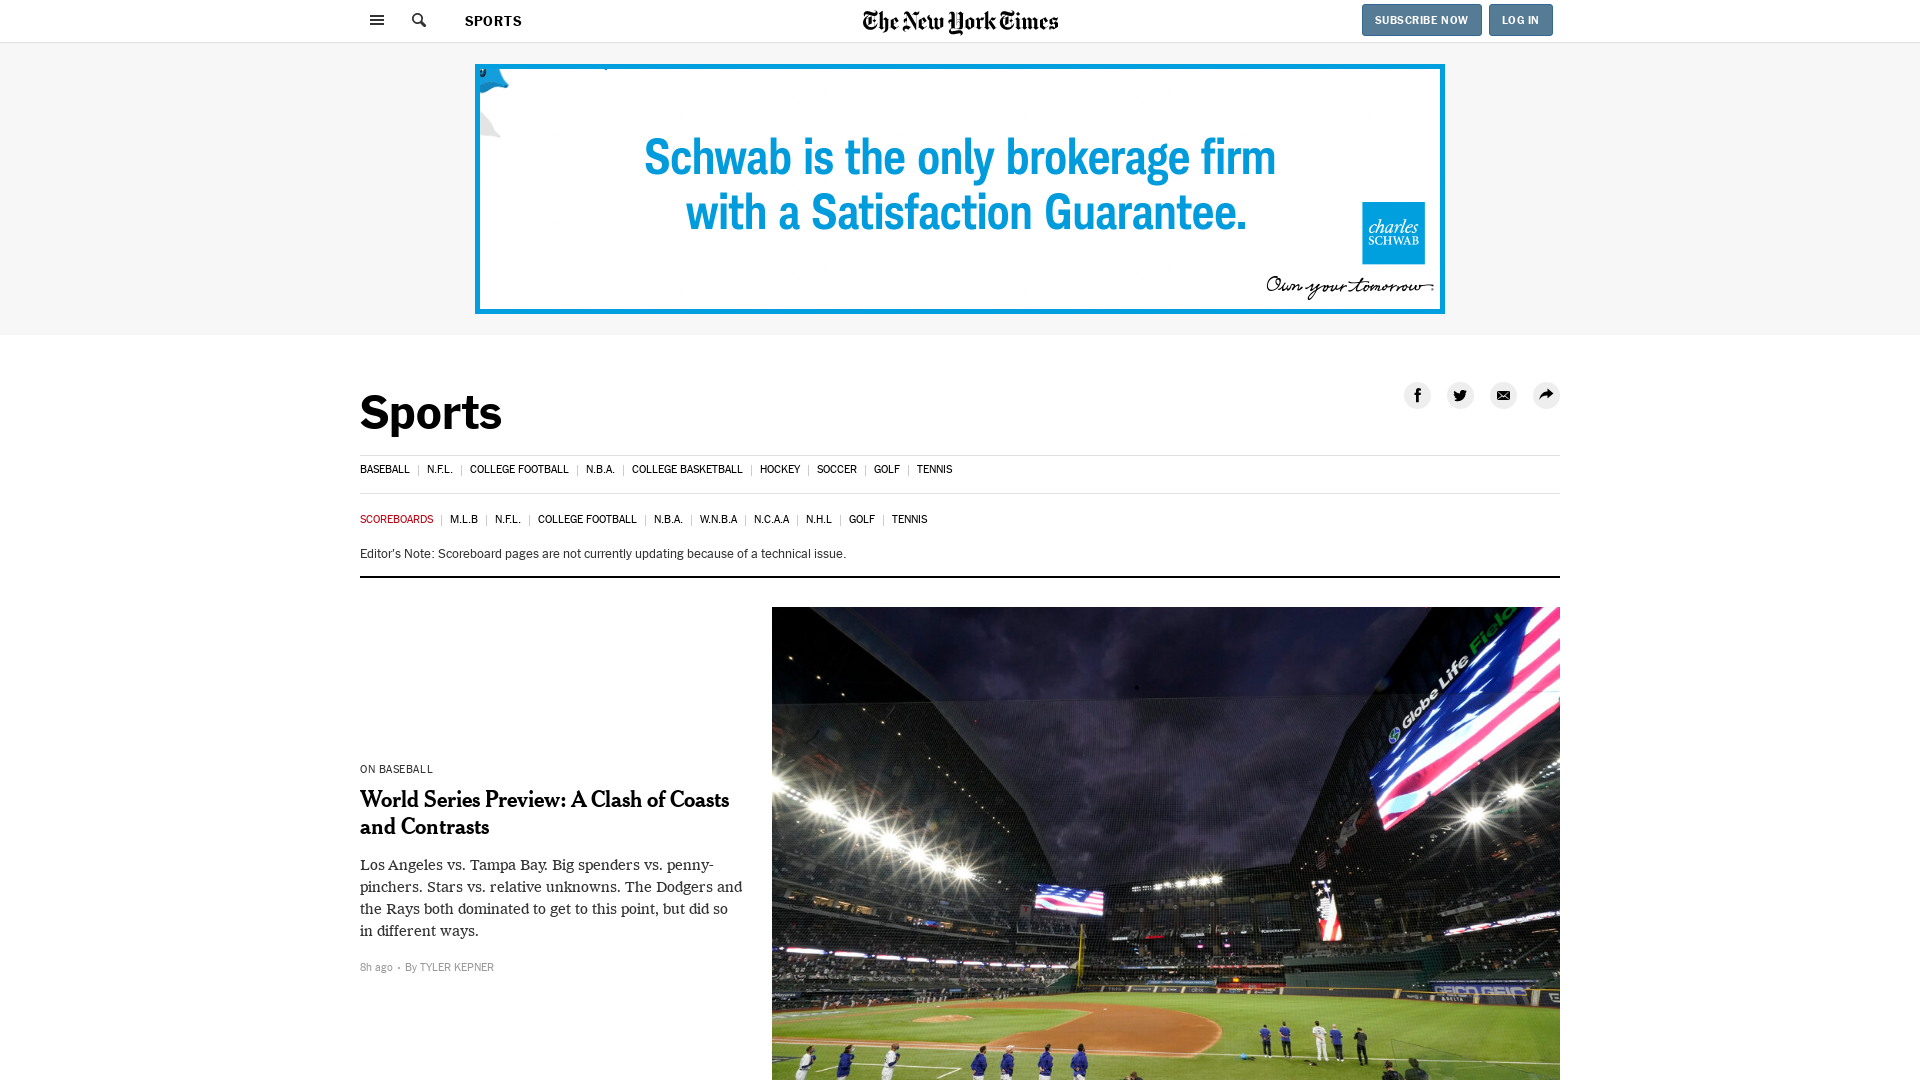 SPORTS
The New York Times
SUBSCRIBE NOW
LOG IN
Schwab is the only brokerage firm
with a Satisfaction Guarantee.
charles
SCHWAB
Own your tomorrow.
Sports
BASEBALL
N.F.L.
COLLEGE FOOTBALL
N.B.A.
COLLEGE BASKETBALL
HOCKEY
SOCCER
GOLF
TENNIS
SCOREBOARDS
M.L.B
N.F.L.
COLLEGE FOOTBALL
N.B.A.
W.N.B.A
N.C.A.A
N.H.L
GOLF
TENNIS
Editor's Note: Scoreboard pages are not currently updating because of a technical issue.
ON BASEBALL
World Series Preview: A Clash of Coasts
and Contrasts
Los Angeles vs. Tampa Bay. Big spenders vs. penny-
pinchers. Stars vs. relative unknowns. The Dodgers and
the Rays both dominated to get to this point, but did so
in different ways.
8h ago • By TYLER KEPNER
Globe Life Field
GEICO